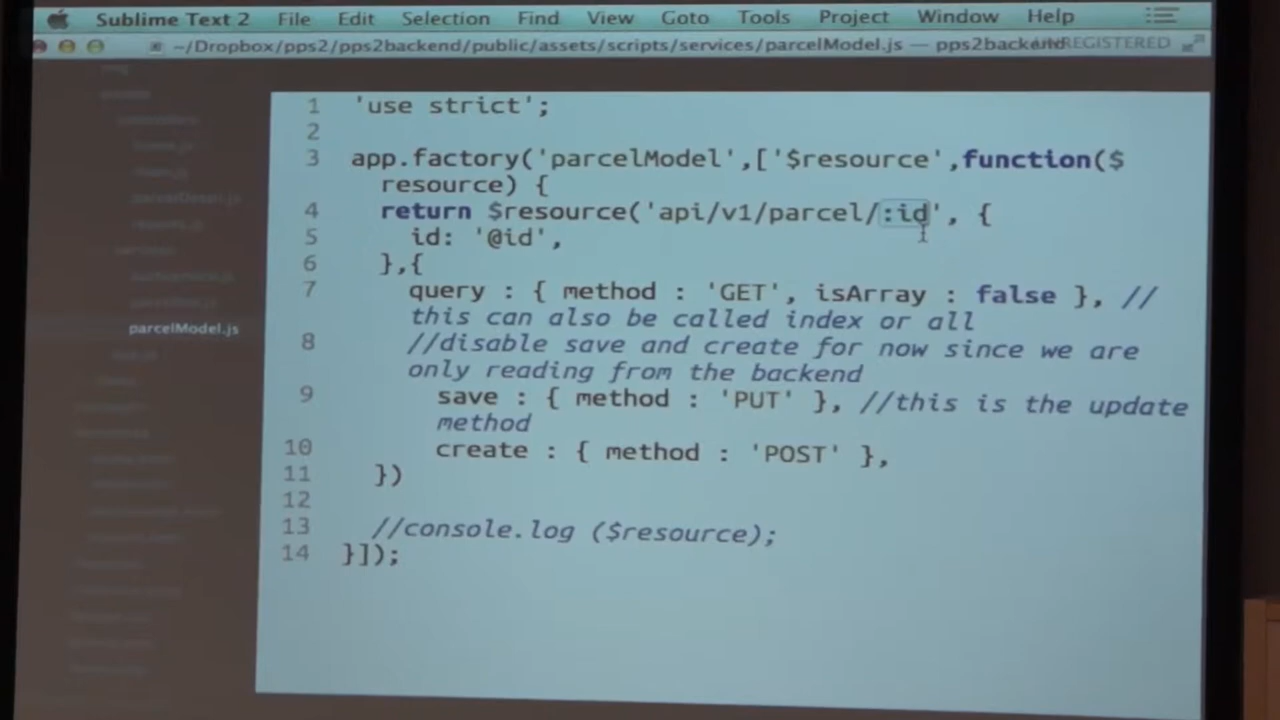 Sublime Text 2 File Edit Selection Find View Goto Tools Project Window Help
~/Dropbox/pps2/pps2backend/public/assets/scripts/services/parcelModel.js — pps2backend UNREGISTERED
1 'use strict';
2
3 app.factory('parcelModel',['$resource',function($
resource) {
4 return $resource('api/v1/parcel/:id', {
5 id: '@id',
6 },{
7 query : { method : 'GET', isArray : false }, //
this can also be called index or all
8 //disable save and create for now since we are
only reading from the backend
9 save : { method : 'PUT' }, //this is the update
method
10 create : { method : 'POST' },
11 })
12
13 //console.log ($resource);
14 }]);
parcelModel.js